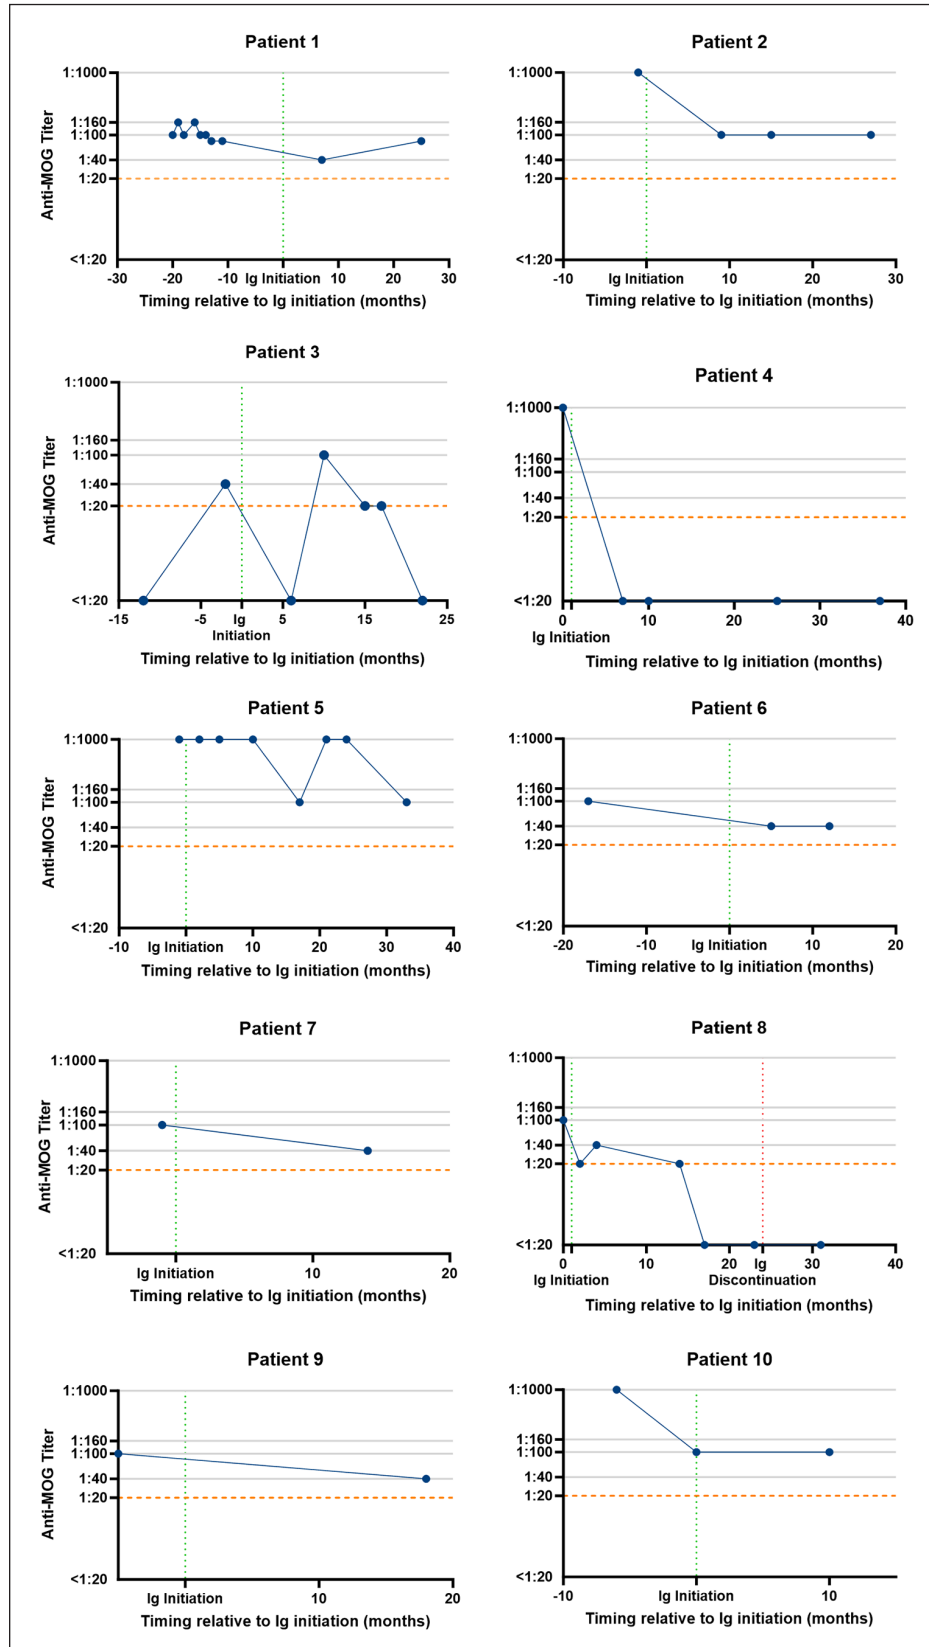 Patient 1
Anti-MOG Titer
1:1000
1:160
1:100
1:40
1:20
<1:20
-30 -20 -10 Ig Initiation 10 20 30
Timing relative to Ig initiation (months)
Patient 2
1:1000
1:160
1:100
1:40
1:20
<1:20
-10 Ig Initiation 10 20 30
Timing relative to Ig initiation (months)
Patient 3
Anti-MOG Titer
1:1000
1:160
1:100
1:40
1:20
<1:20
-15 -5 Ig 5 15 25
Initiation
Timing relative to Ig initiation (months)
Patient 4
1:1000
1:160
1:100
1:40
1:20
<1:20
0 10 20 30 40
Ig Initiation
Timing relative to Ig initiation (months)
Patient 5
Anti-MOG Titer
1:1000
1:160
1:100
1:40
1:20
<1:20
-10 Ig Initiation 10 20 30 40
Timing relative to Ig initiation (months)
Patient 6
1:1000
1:160
1:100
1:40
1:20
<1:20
-20 -10 Ig Initiation 10 20
Timing relative to Ig initiation (months)
Patient 7
Anti-MOG Titer
1:1000
1:160
1:100
1:40
1:20
<1:20
Ig Initiation 10 20
Timing relative to Ig initiation (months)
Patient 8
1:1000
1:160
1:100
1:40
1:20
<1:20
0 10 20 Ig 30 40
Ig Initiation Discontinuation
Timing relative to Ig initiation (months)
Patient 9
Anti-MOG Titer
1:1000
1:160
1:100
1:40
1:20
<1:20
Ig Initiation 10 20
Timing relative to Ig initiation (months)
Patient 10
1:1000
1:160
1:100
1:40
1:20
<1:20
-10 Ig Initiation 10
Timing relative to Ig initiation (months)